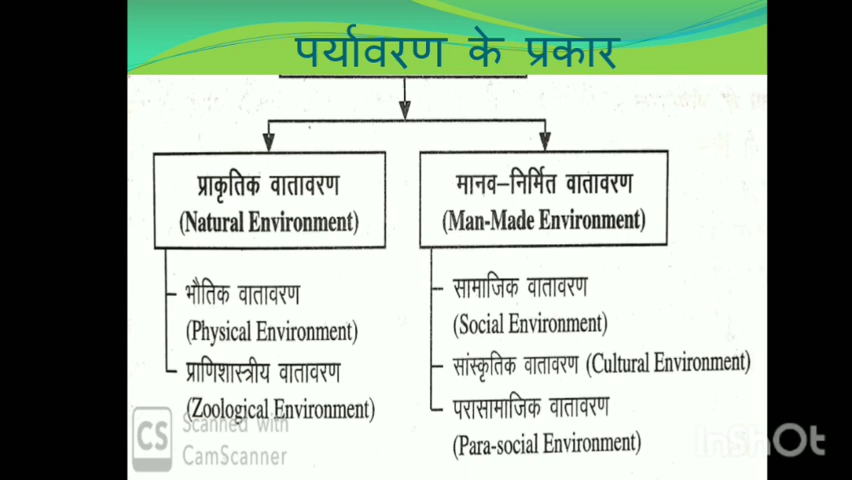 पर्यावरण के प्रकार
प्राकृतिक वातावरण
(Natural Environment)
भौतिक वातावरण
(Physical Environment)
प्राणिशास्त्रीय वातावरण
(Zoological Environment)
मानव-निर्मित वातावरण
(Man-Made Environment)
सामाजिक वातावरण
(Social Environment)
सांस्कृतिक वातावरण (Cultural Environment)
परासामाजिक वातावरण
(Para-social Environment)
CS
Scanned with
CamScanner
InShOt